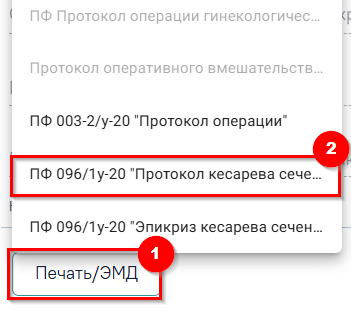 ПФ Протокол операции гинекологичес…
Протокол оперативного вмешательств…
ПФ 003-2/у-20 "Протокол операции"
2
ПФ 096/1у-20 "Протокол кесарева сече…
ПФ 096/1у-20 "Эпикриз кесарева сечен…
1
Печать/ЭМД